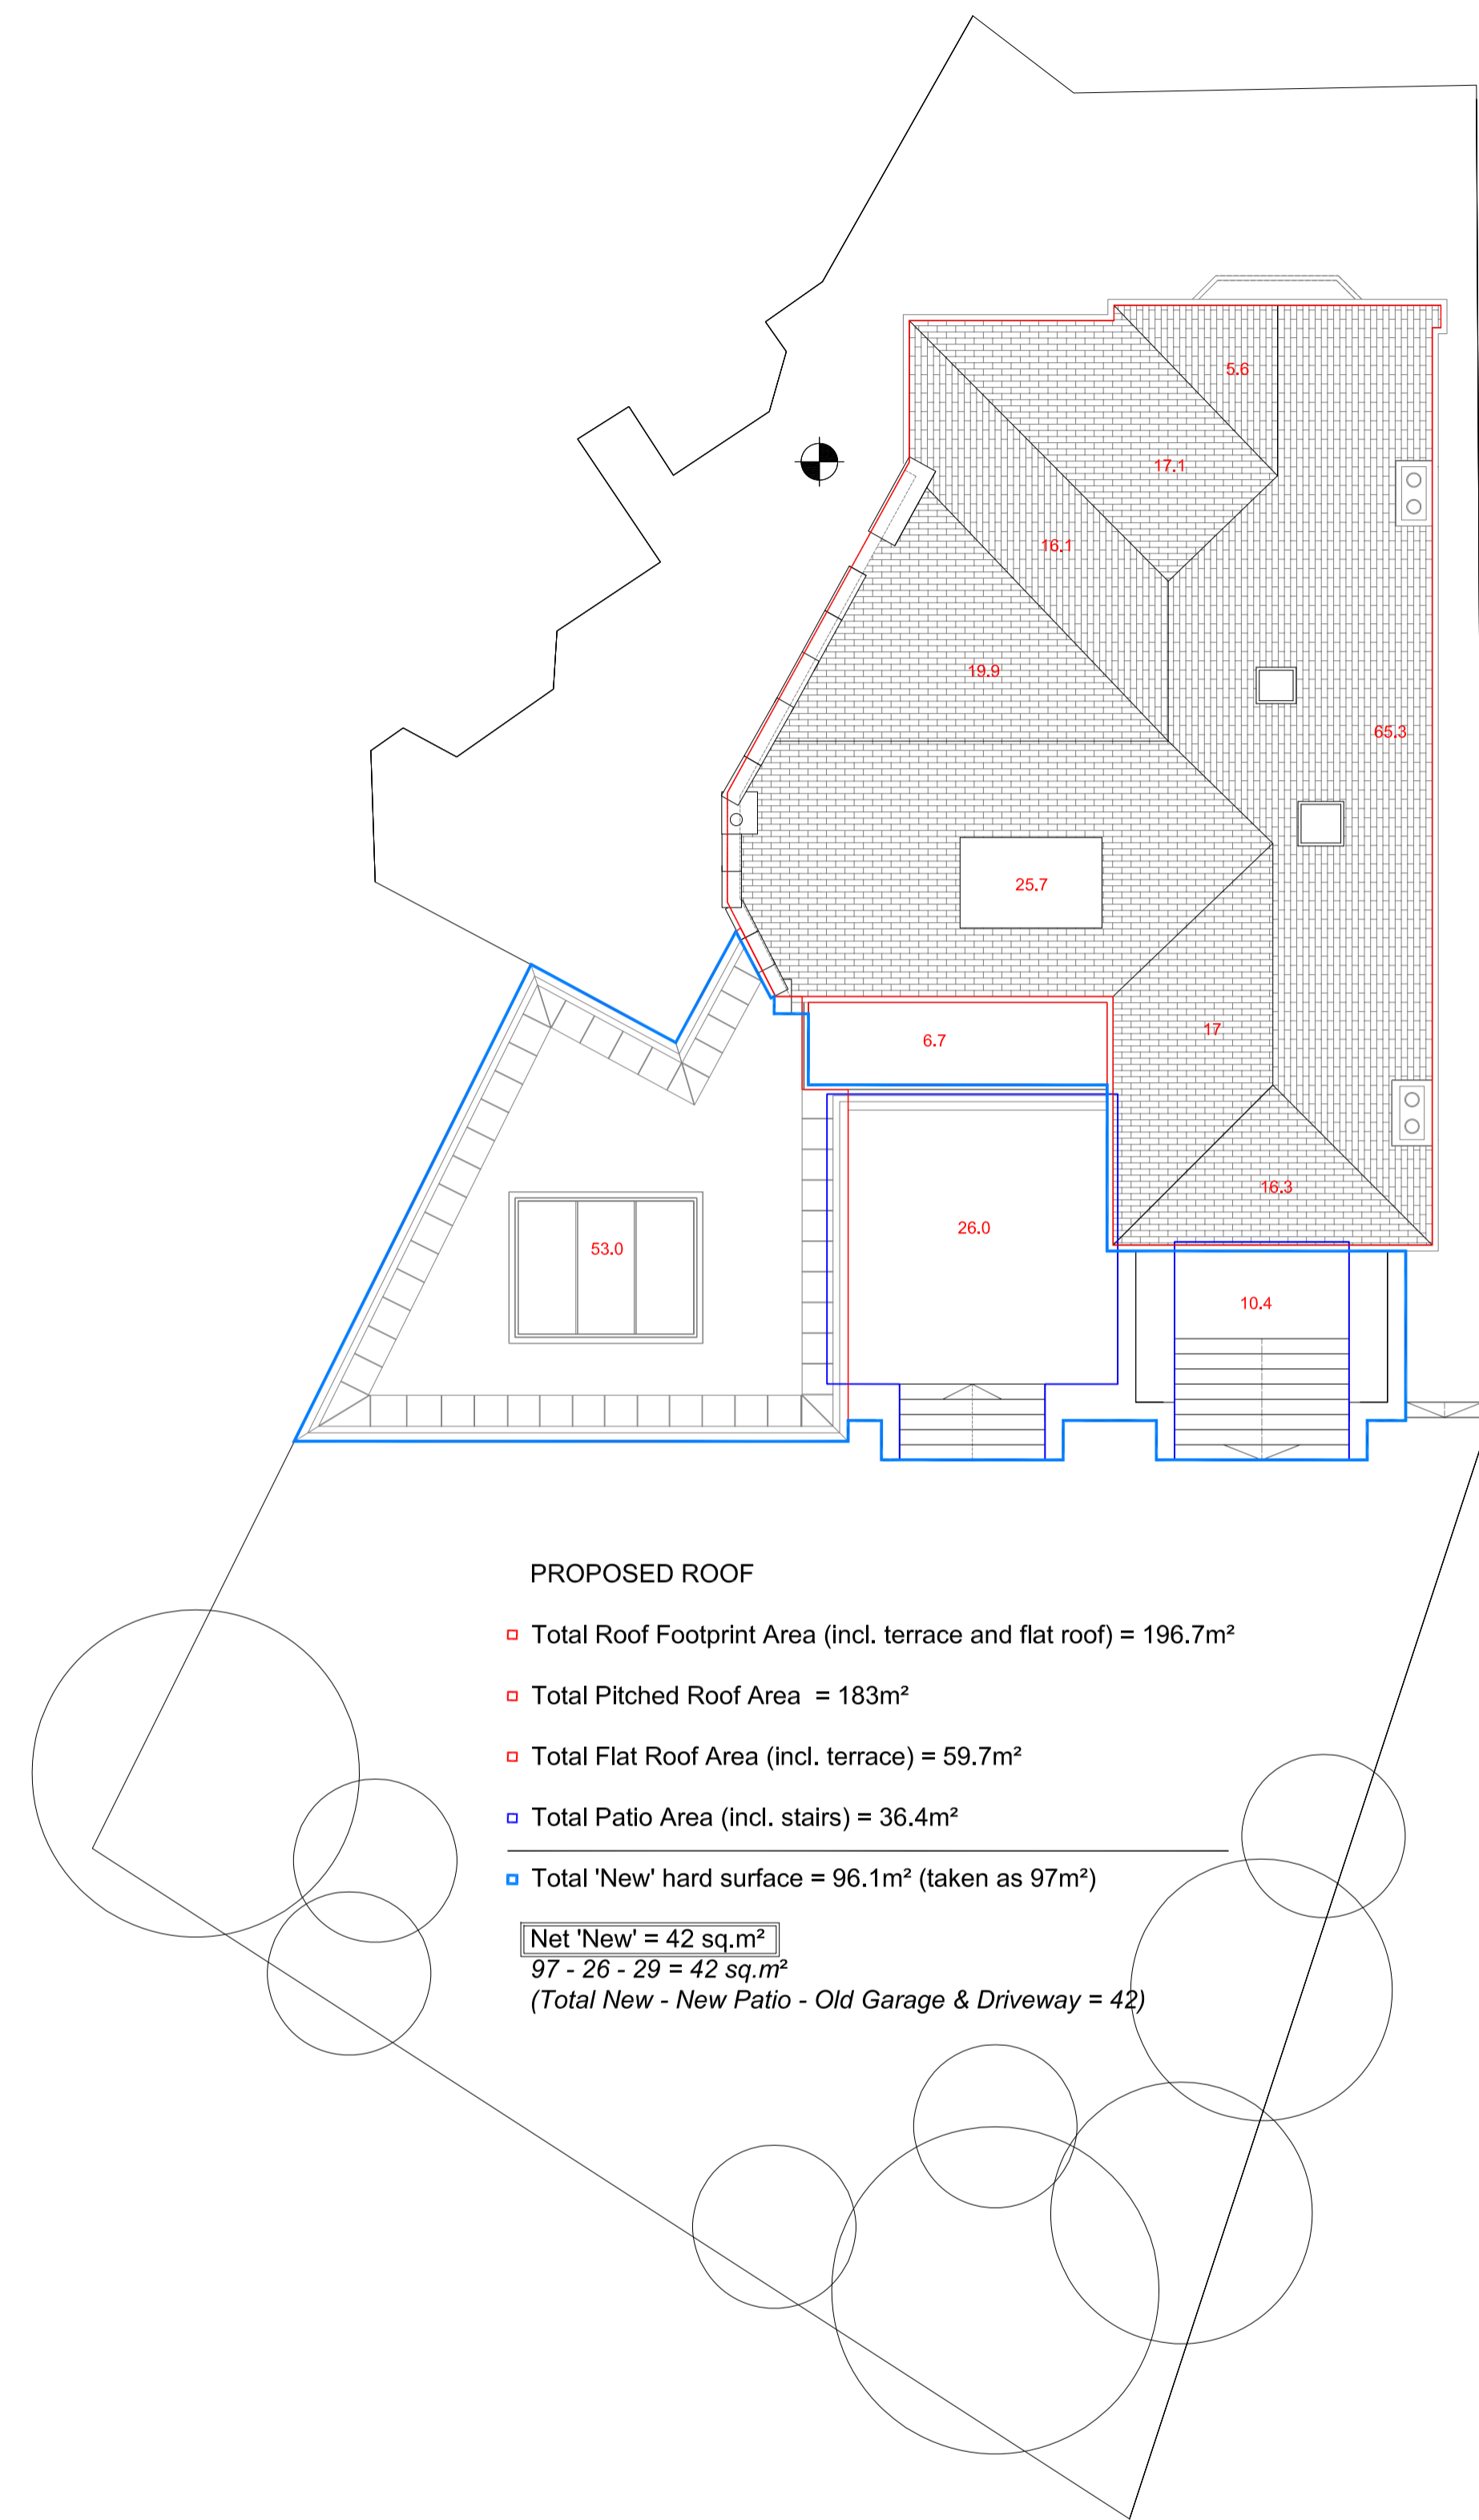 5.6
17.1
16.1
19.9
65.3
25.7
17
6.7
16.3
26.0
53.0
10.4
PROPOSED ROOF
Total Roof Footprint Area (incl. terrace and flat roof) = 196.7m²
Total Pitched Roof Area = 183m²
Total Flat Roof Area (incl. terrace) = 59.7m²
Total Patio Area (incl. stairs) = 36.4m²
Total 'New' hard surface = 96.1m² (taken as 97m²)
Net 'New' = 42 sq.m²
97 - 26 - 29 = 42 sq.m²
(Total New - New Patio - Old Garage & Driveway = 42)